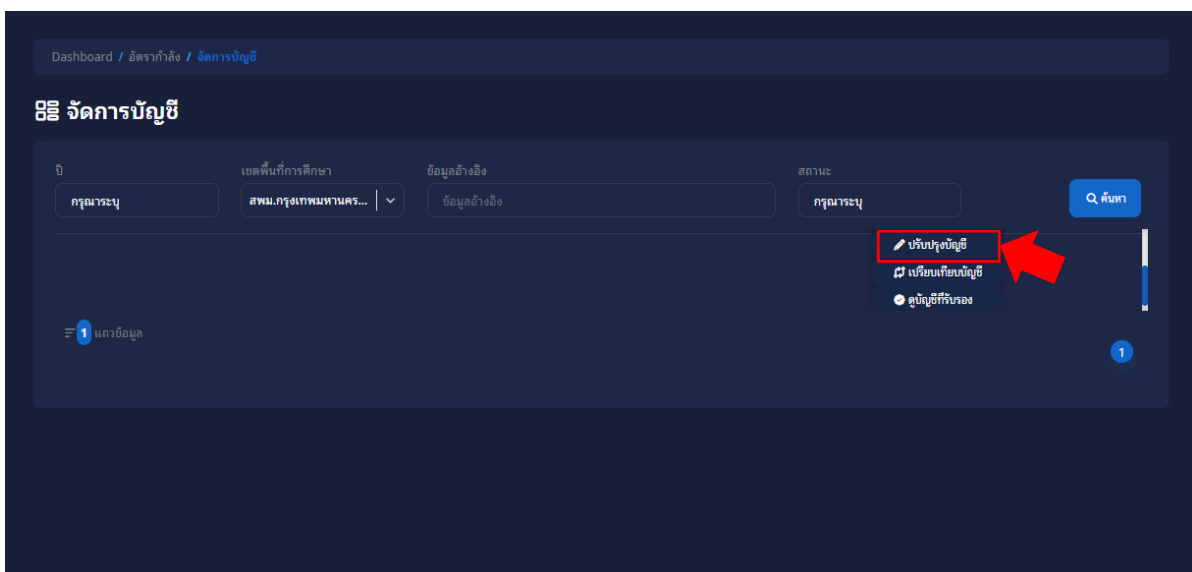 Dashboard / อัตรากำลัง / จัดการบัญชี
จัดการบัญชี
ปี เขตพื้นที่การศึกษา ข้อมูลอ้างอิง สถานะ
กรุณาระบุ สพม.กรุงเทพมหานคร... ข้อมูลอ้างอิง กรุณาระบุ ค้นหา
ปรับปรุงบัญชี
เปรียบเทียบบัญชี
ดูบัญชีที่รับรอง
1 แถวข้อมูล
1